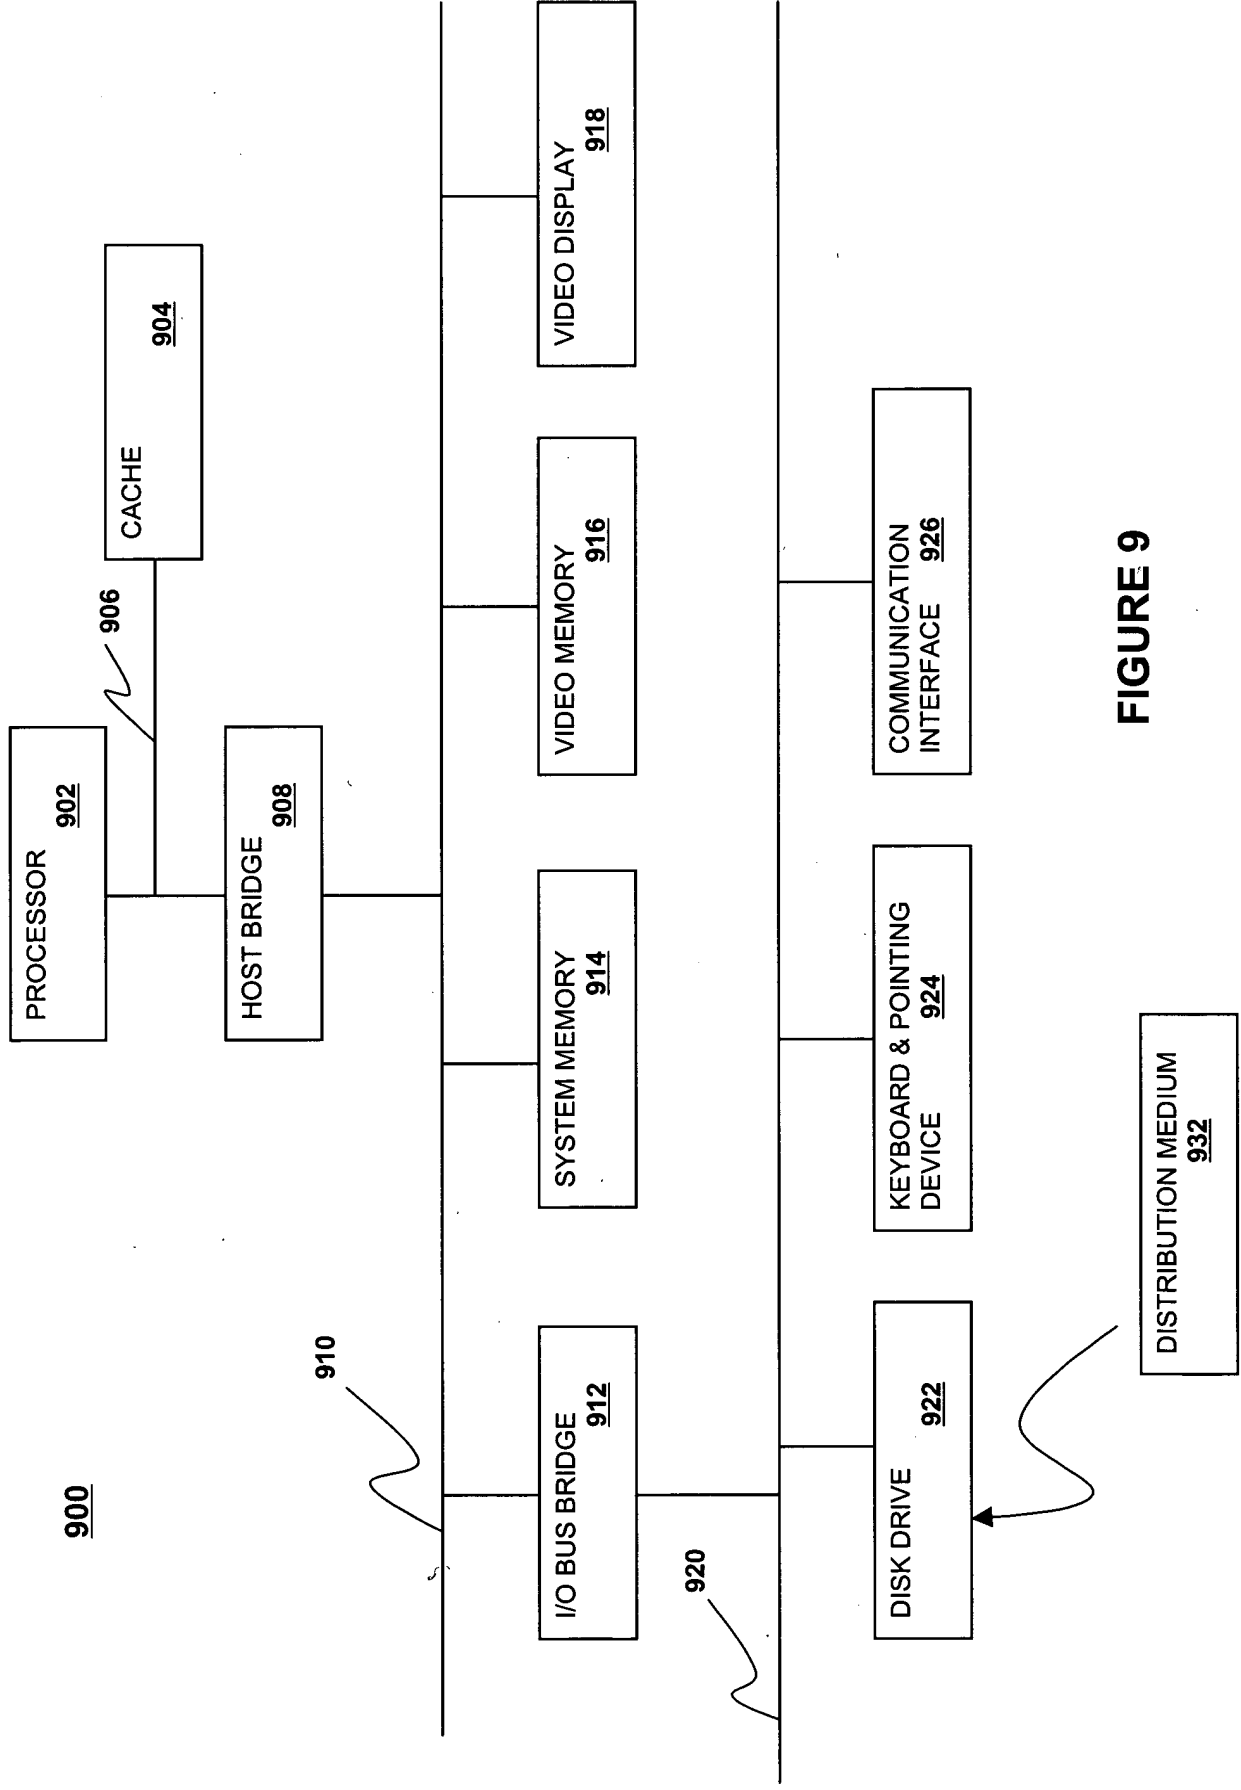 900
PROCESSOR
902
906
CACHE
904
HOST BRIDGE
908
910
I/O BUS BRIDGE
912
SYSTEM MEMORY
914
VIDEO MEMORY
916
VIDEO DISPLAY
918
920
DISK DRIVE
922
KEYBOARD & POINTING
DEVICE 924
COMMUNICATION
INTERFACE 926
DISTRIBUTION MEDIUM
932
FIGURE 9